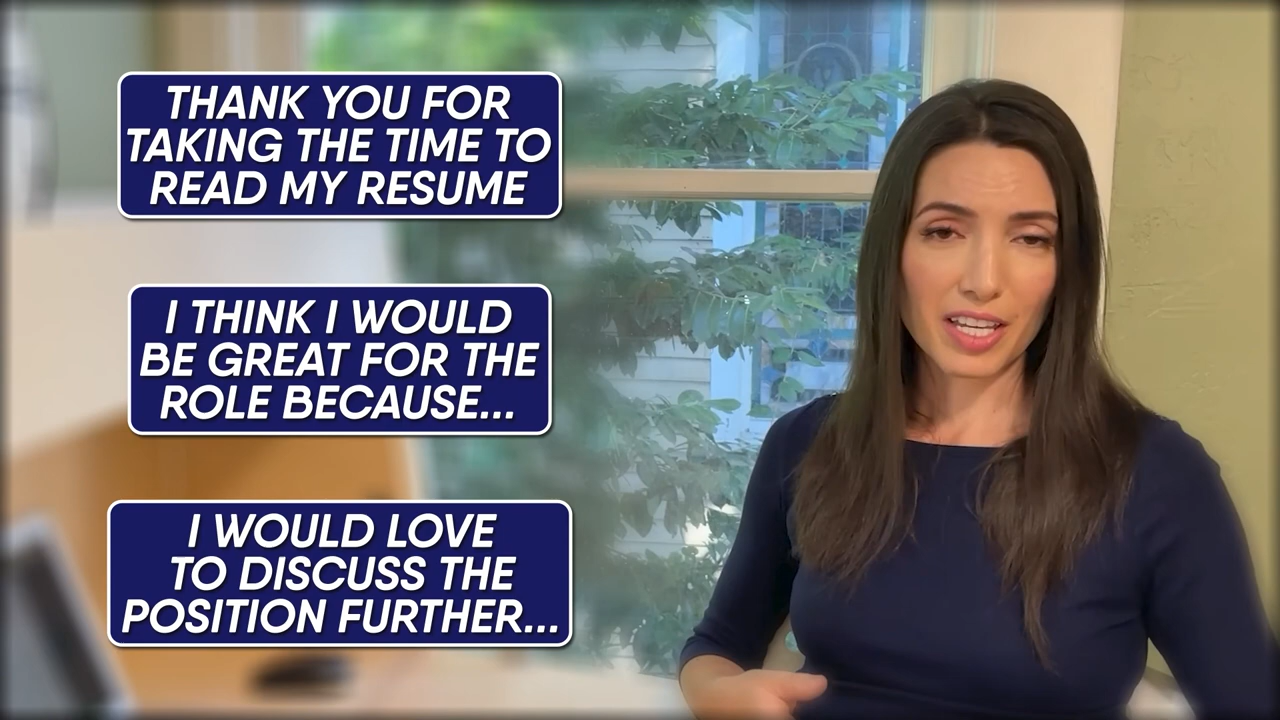 THANK YOU FOR
TAKING THE TIME TO
READ MY RESUME
I THINK I WOULD
BE GREAT FOR THE
ROLE BECAUSE...
I WOULD LOVE
TO DISCUSS THE
POSITION FURTHER...